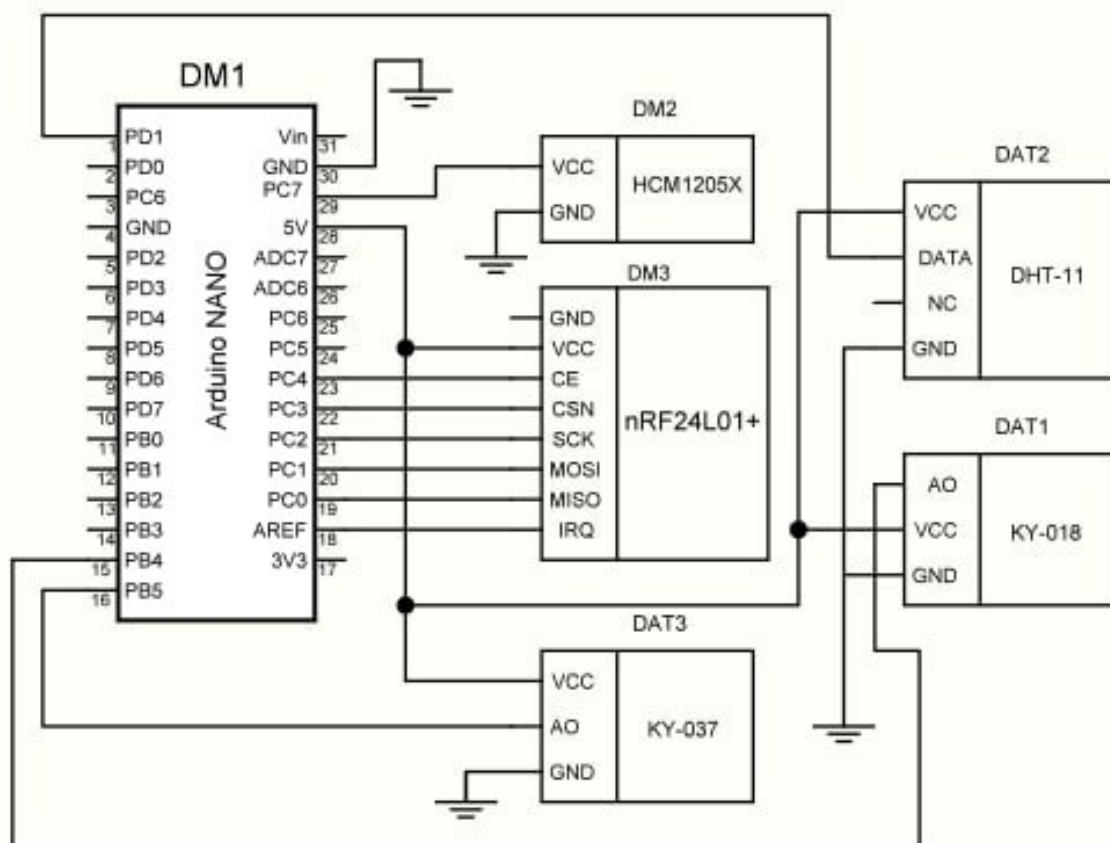 DM1
Arduino NANO
PD1
1
PD0
2
PC6
3
GND
4
PD2
5
PD3
6
PD4
7
PD5
8
PD6
9
PD7
10
PB0
11
PB1
12
PB2
13
PB3
14
PB4
15
PB5
16
Vin
31
GND
30
PC7
29
5V
28
ADC7
27
ADC6
26
PC6
25
PC5
24
PC4
23
PC3
22
PC2
21
PC1
20
PC0
19
AREF
18
3V3
17
DM2
VCC
GND
HCM1205X
DM3
GND
VCC
CE
CSN
SCK
MOSI
MISO
IRQ
nRF24L01+
DAT3
VCC
AO
GND
KY-037
DAT2
VCC
DATA
NC
GND
DHT-11
DAT1
AO
VCC
GND
KY-018